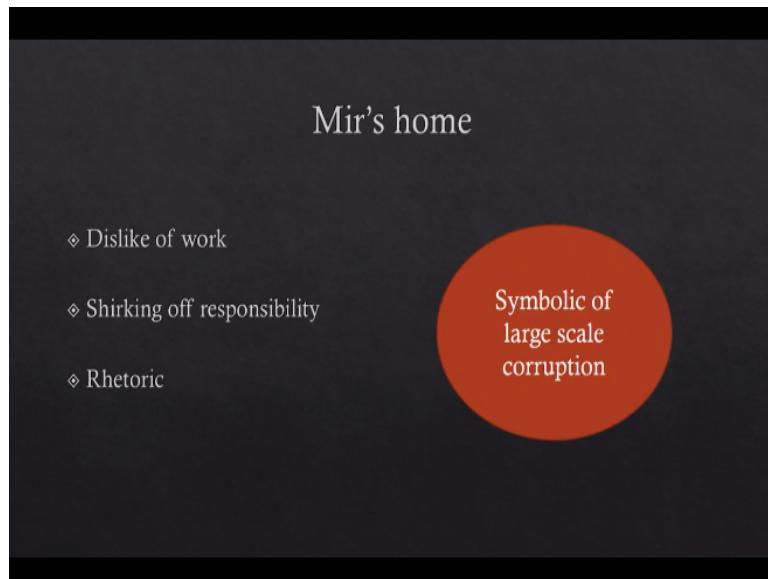 Mir's home
Dislike of work
Shirking off responsibility
Rhetoric
Symbolic of
large scale
corruption